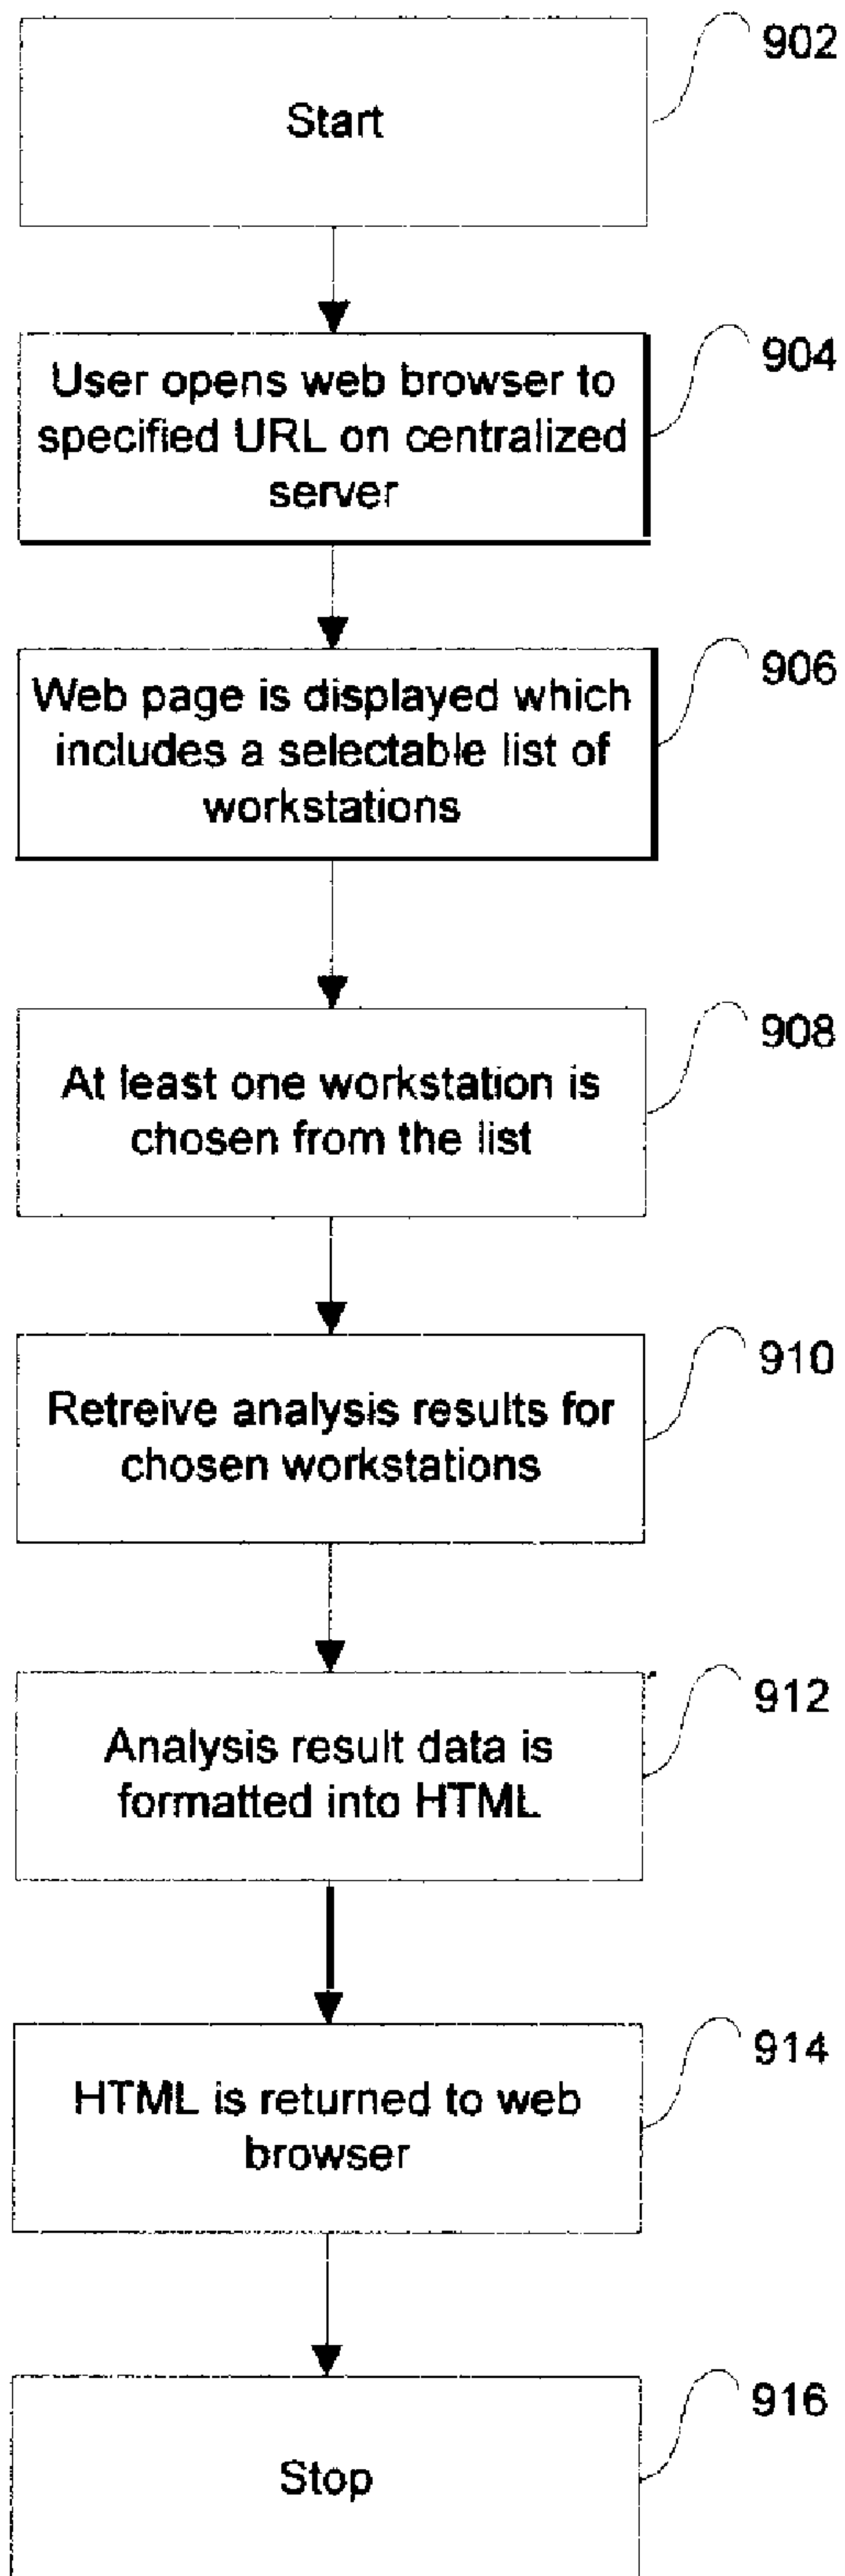 Start
902
User opens web browser to
specified URL on centralized
server
904
Web page is displayed which
includes a selectable list of
workstations
906
At least one workstation is
chosen from the list
908
Retreive analysis results for
chosen workstations
910
Analysis result data is
formatted into HTML
912
HTML is returned to web
browser
914
Stop
916